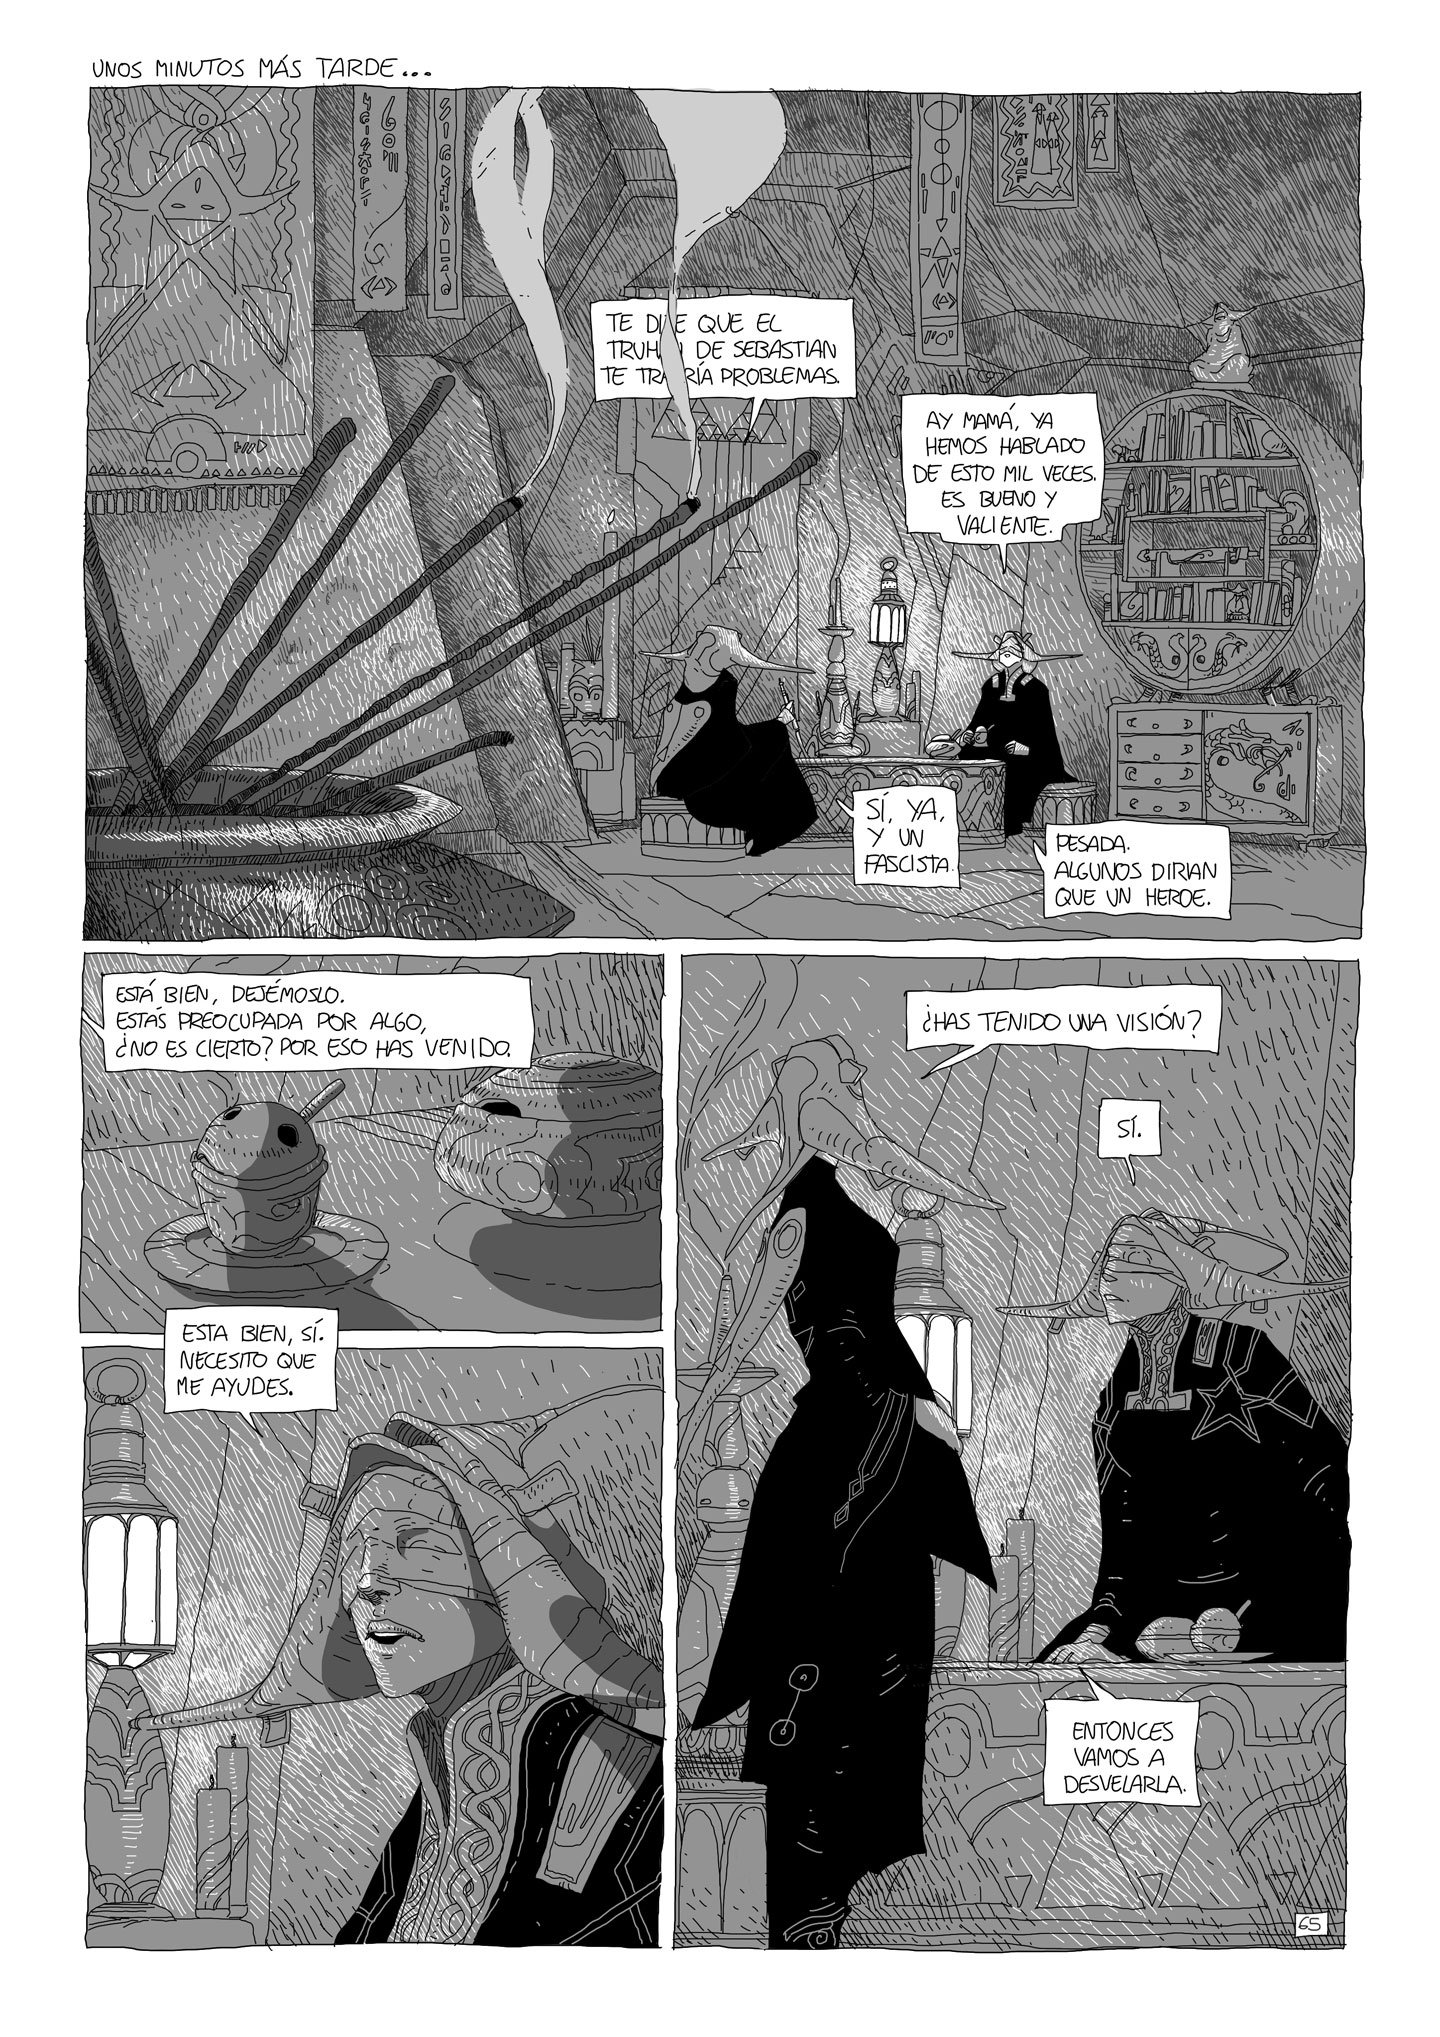 UNOS MINUTOS MÁS TARDE...
TE DIJE QUE EL
TRUHÁN DE SEBASTIAN
TE TRAERÍA PROBLEMAS.
AY MAMÁ, YA
HEMOS HABLADO
DE ESTO MIL VECES.
ES BUENO Y
VALIENTE.
SÍ, YA,
Y UN
FASCISTA.
PESADA.
ALGUNOS DIRIAN
QUE UN HEROE.
ESTÁ BIEN, DEJÉMOSLO.
ESTÁS PREOCUPADA POR ALGO,
¿NO ES CIERTO? POR ESO HAS VENIDO.
ESTA BIEN, SÍ.
NECESITO QUE
ME AYUDES.
¿HAS TENIDO UNA VISIÓN?
SÍ.
ENTONCES
VAMOS A
DESVELARLA.
65